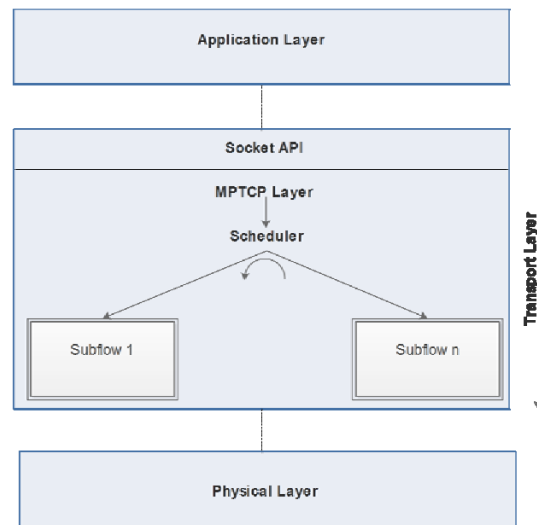 Application Layer
Socket API
MPTCP Layer
Scheduler
Subflow 1
Subflow n
Transport Layer
Physical Layer